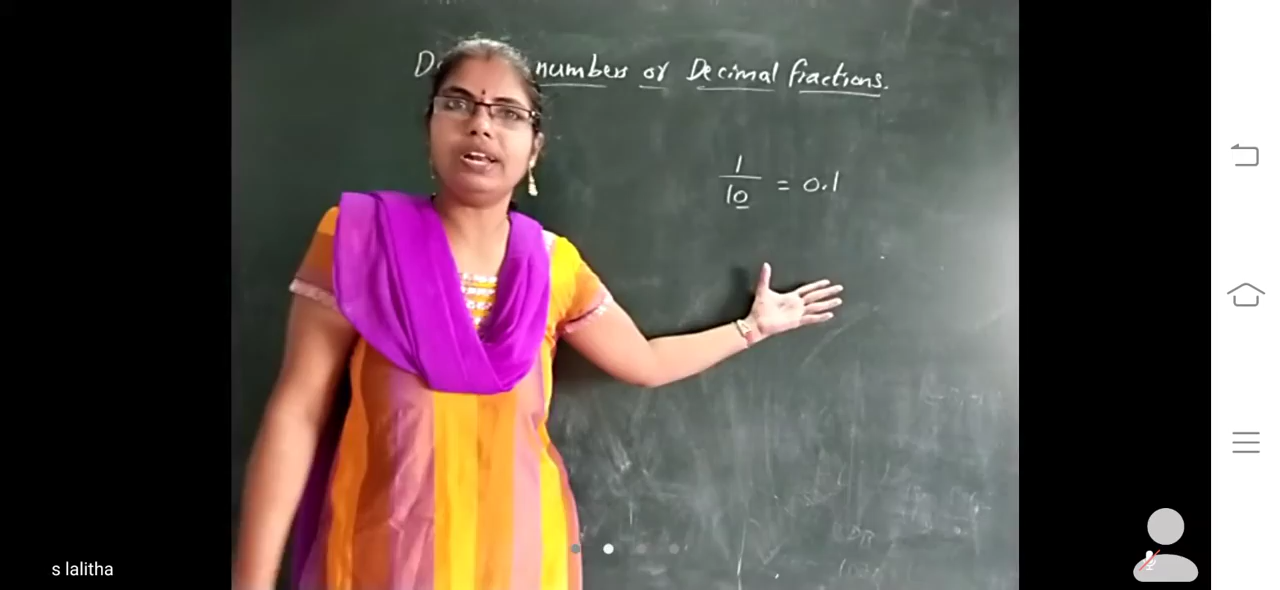 numbers or Decimal fractions.
1
10 = 0.1
s lalitha